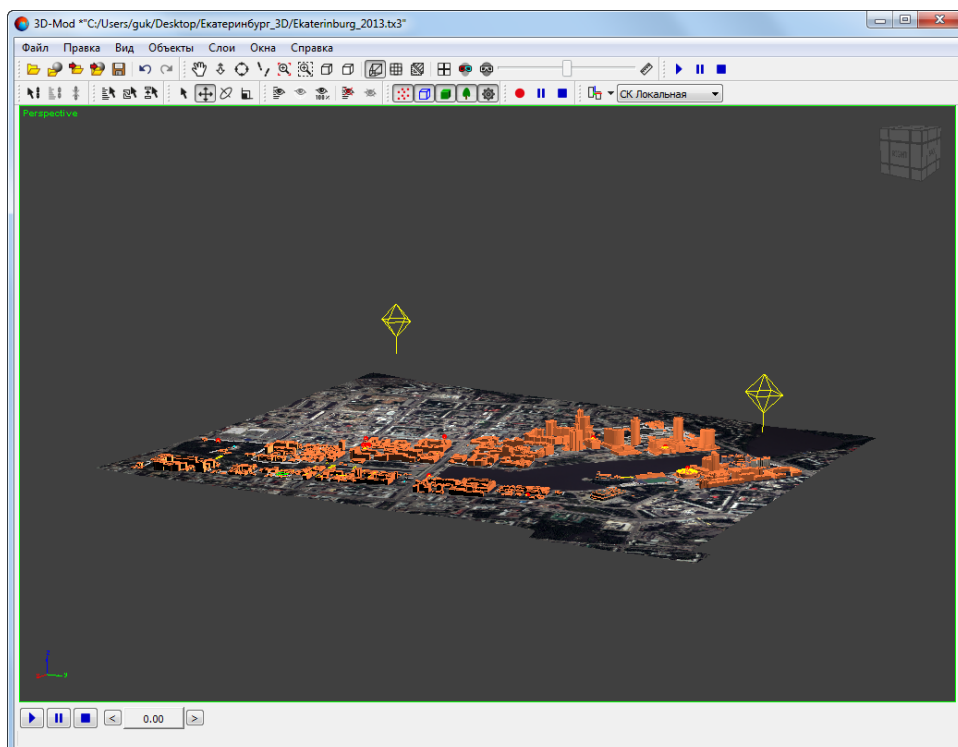 3D-Mod *"C:/Users/guk/Desktop/Екатеринбург_3D/Ekaterinburg_2013.tx3"
Файл Правка Вид Объекты Слои Окна Справка
СК Локальная
Perspective
z
< 0.00 >